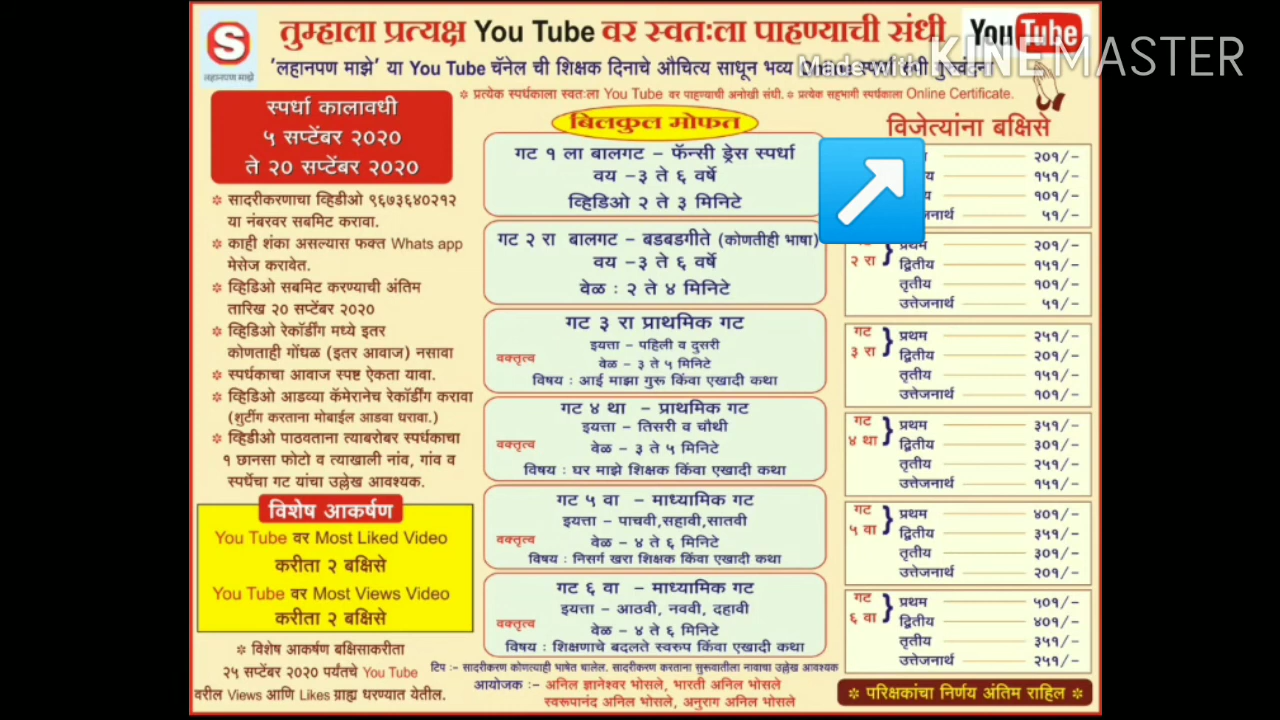 S
लहानपण माझे
तुम्हाला प्रत्यक्ष You Tube वर स्वतःला पाहण्याची संधी
YouTube
KINEMASTER
Made with
'लहानपण माझे' या You Tube चॅनेल ची शिक्षक दिनाचे औचित्य साधून भव्य Online स्पर्धा
✽ प्रत्येक स्पर्धकाला स्वतःला You Tube वर पाहण्याची अनोखी संधी. ✽ प्रत्येक सहभागी स्पर्धकाला Online Certificate.
स्पर्धा कालावधी
५ सप्टेंबर २०२०
ते २० सप्टेंबर २०२०
✽ सादरीकरणाचा व्हिडीओ ९६७३६४०२१२
या नंबरवर सबमिट करावा.
✽ काही शंका असल्यास फक्त Whats app
मेसेज करावेत.
✽ व्हिडिओ सबमिट करण्याची अंतिम
तारिख २० सप्टेंबर २०२०
✽ व्हिडिओ रेकॉर्डींग मध्ये इतर
कोणताही गोंधळ (इतर आवाज) नसावा
✽ स्पर्धकाचा आवाज स्पष्ट ऐकता यावा.
✽ व्हिडिओ आडव्या कॅमेरानेच रेकॉर्डींग करावा
(शुटींग करताना मोबाईल आडवा घरावा.)
✽ व्हिडीओ पाठवताना त्याबरोबर स्पर्धकाचा
१ छानसा फोटो व त्याखाली नांव, गांव व
स्पर्धेचा गट यांचा उल्लेख आवश्यक.
विशेष आकर्षण
You Tube वर Most Liked Video
करीता २ बक्षिसे
You Tube वर Most Views Video
करीता २ बक्षिसे
✽ विशेष आकर्षण बक्षिसाकरीता
२५ सप्टेंबर २०२० पर्यंतचे You Tube
वरील Views आणि Likes ग्राह्य धरण्यात येतील.
बिलकुल मोफत
गट १ ला बालगट – फॅन्सी ड्रेस स्पर्धा
वय –३ ते ६ वर्षे
व्हिडिओ २ ते ३ मिनिटे
गट २ रा बालगट – बडबडगीते (कोणतीही भाषा)
वय –३ ते ६ वर्षे
वेळ : २ ते ४ मिनिटे
गट ३ रा प्राथमिक गट
इयत्ता – पहिली व दुसरी
वक्तृत्व
वेळ – ३ ते ५ मिनिटे
विषय : आई माझा गुरू किंवा एखादी कथा
गट ४ था – प्राथमिक गट
इयत्ता – तिसरी व चौथी
वक्तृत्व
वेळ – ३ ते ५ मिनिटे
विषय : घर माझे शिक्षक किंवा एखादी कथा
गट ५ वा – माध्यामिक गट
इयत्ता – पाचवी,सहावी,सातवी
वक्तृत्व
वेळ – ४ ते ६ मिनिटे
विषय : निसर्ग खरा शिक्षक किंवा एखादी कथा
गट ६ वा – माध्यामिक गट
इयत्ता – आठवी, नववी, दहावी
वक्तृत्व
वेळ – ४ ते ६ मिनिटे
विषय : शिक्षणाचे बदलते स्वरुप किंवा एखादी कथा
टिप :– सादरीकरण कोणत्याही भाषेत चालेल. सादरीकरण करताना सुरूवातीला नावाचा उल्लेख आवश्यक
आयोजक :– अनिल ज्ञानेश्वर भोसले, भारती अनिल भोसले
स्वरूपानंद अनिल भोसले, अनुराग अनिल भोसले
विजेत्यांना बक्षिसे
२०१/-
१५१/-
१०१/-
५१/-
२ रा
प्रथम २०१/-
द्वितीय १५१/-
तृतीय १०१/-
उत्तेजनार्थ ५१/-
गट
३ रा
प्रथम २५१/-
द्वितीय २०१/-
तृतीय १५१/-
उत्तेजनार्थ १०१/-
गट
४ था
प्रथम ३५१/-
द्वितीय ३०१/-
तृतीय २५१/-
उत्तेजनार्थ १५१/-
गट
५ वा
प्रथम ४०१/-
द्वितीय ३५१/-
तृतीय ३०१/-
उत्तेजनार्थ २०१/-
गट
६ वा
प्रथम ५०१/-
द्वितीय ४०१/-
तृतीय ३५१/-
उत्तेजनार्थ २५१/-
✽ परिक्षकांचा निर्णय अंतिम राहिल ✽